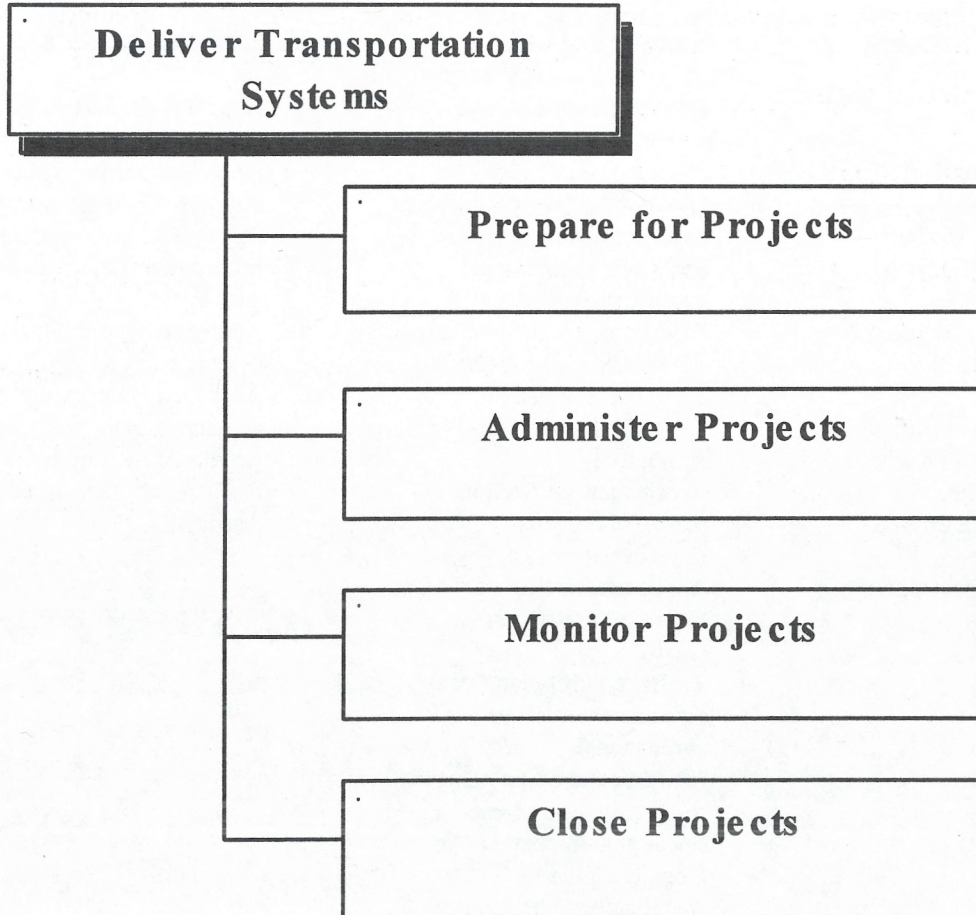 Deliver Transportation
Systems
Prepare for Projects
Administer Projects
Monitor Projects
Close Projects